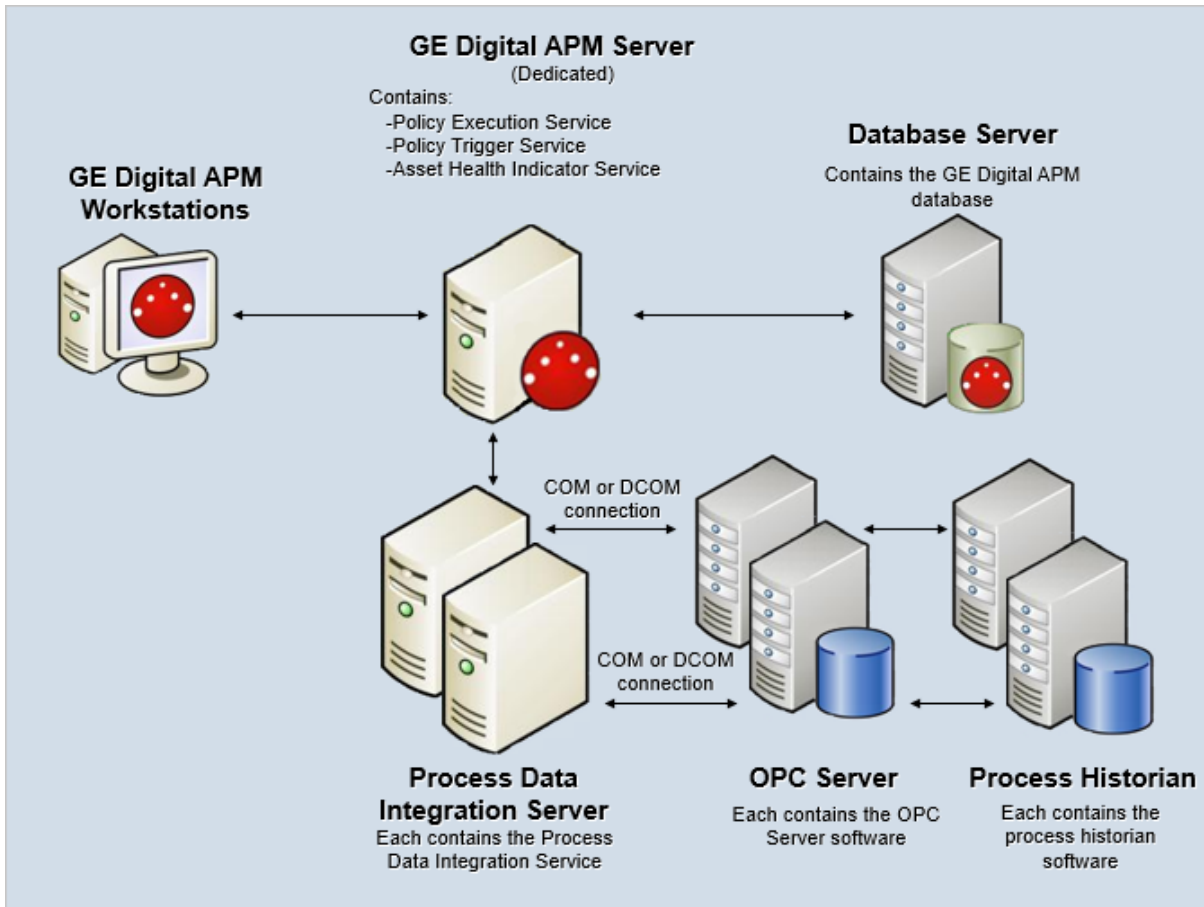 GE Digital APM Server
(Dedicated)
Contains:
-Policy Execution Service
-Policy Trigger Service
-Asset Health Indicator Service
Database Server
Contains the GE Digital APM
database
GE Digital APM
Workstations
COM or DCOM
connection
COM or DCOM
connection
Process Data
Integration Server
Each contains the Process
Data Integration Service
OPC Server
Each contains the OPC
Server software
Process Historian
Each contains the
process historian
software